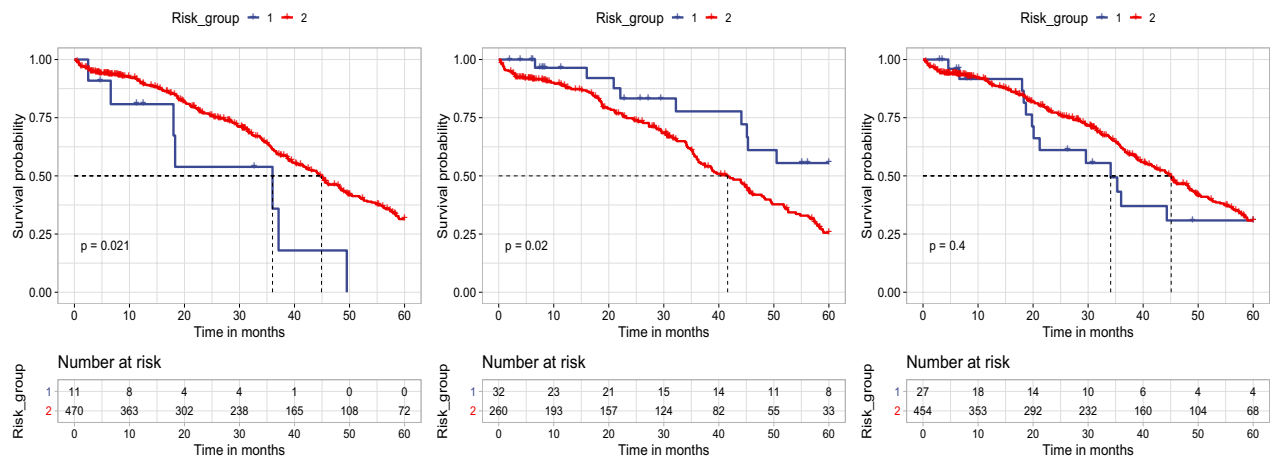 Risk_group 1 2
Survival probability
1.00
0.75
0.50
0.25
0.00
p = 0.021
0 10 20 30 40 50 60
Time in months
Number at risk
Risk_group
1 11 8 4 4 1 0 0
2 470 363 302 238 165 108 72
0 10 20 30 40 50 60
Time in months
Risk_group 1 2
Survival probability
1.00
0.75
0.50
0.25
0.00
p = 0.02
0 10 20 30 40 50 60
Time in months
Number at risk
Risk_group
1 32 23 21 15 14 11 8
2 260 193 157 124 82 55 33
0 10 20 30 40 50 60
Time in months
Risk_group 1 2
Survival probability
1.00
0.75
0.50
0.25
0.00
p = 0.4
0 10 20 30 40 50 60
Time in months
Number at risk
Risk_group
1 27 18 14 10 6 4 4
2 454 353 292 232 160 104 68
0 10 20 30 40 50 60
Time in months